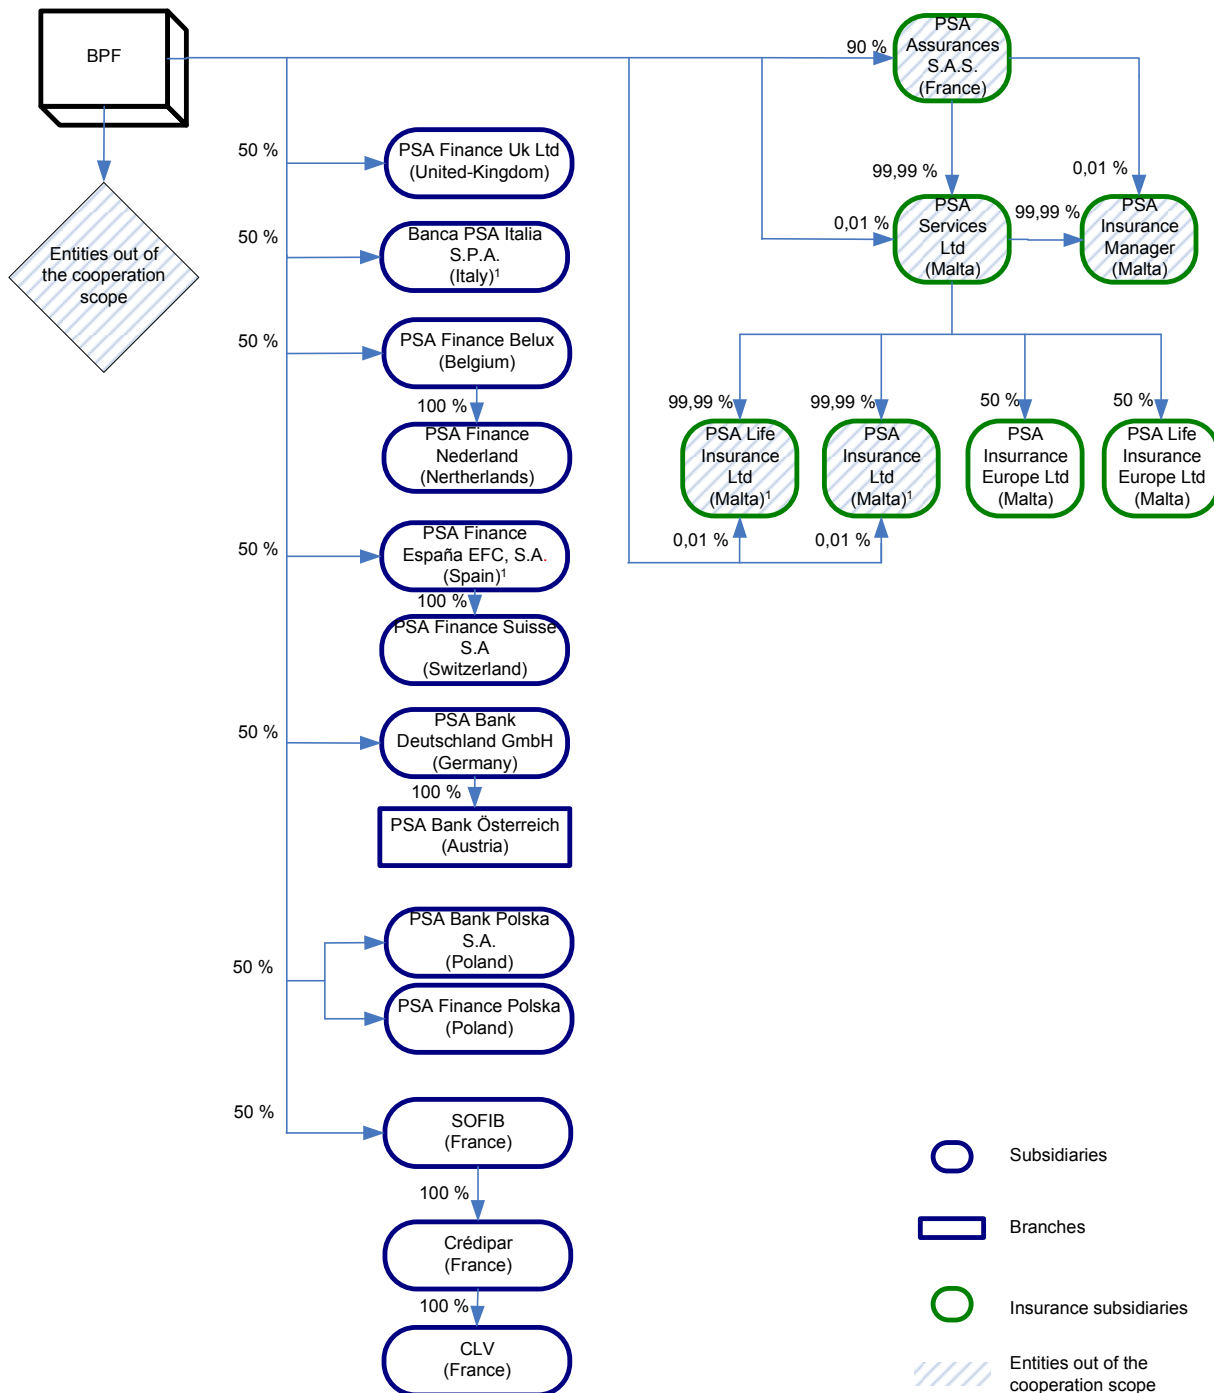 BPF
Entities out of
the cooperation
scope
50 %
PSA Finance Uk Ltd
(United-Kingdom)
50 %
Banca PSA Italia
S.P.A.
(Italy)1
50 %
PSA Finance Belux
(Belgium)
100 %
PSA Finance
Nederland
(Nertherlands)
50 %
PSA Finance
España EFC, S.A.
(Spain)1
100 %
PSA Finance Suisse
S.A
(Switzerland)
50 %
PSA Bank
Deutschland GmbH
(Germany)
100 %
PSA Bank Österreich
(Austria)
50 %
PSA Bank Polska
S.A.
(Poland)
PSA Finance Polska
(Poland)
50 %
SOFIB
(France)
100 %
Crédipar
(France)
100 %
CLV
(France)
90 %
PSA
Assurances
S.A.S.
(France)
99,99 %
0,01 %
0,01 %
PSA
Services
Ltd
(Malta)
99,99 %
PSA
Insurance
Manager
(Malta)
99,99 %
PSA Life
Insurance
Ltd
(Malta)1
0,01 %
99,99 %
PSA
Insurance
Ltd
(Malta)1
0,01 %
50 %
PSA
Insurrance
Europe Ltd
(Malta)
50 %
PSA Life
Insurance
Europe Ltd
(Malta)
Subsidiaries
Branches
Insurance subsidiaries
Entities out of the
cooperation scope